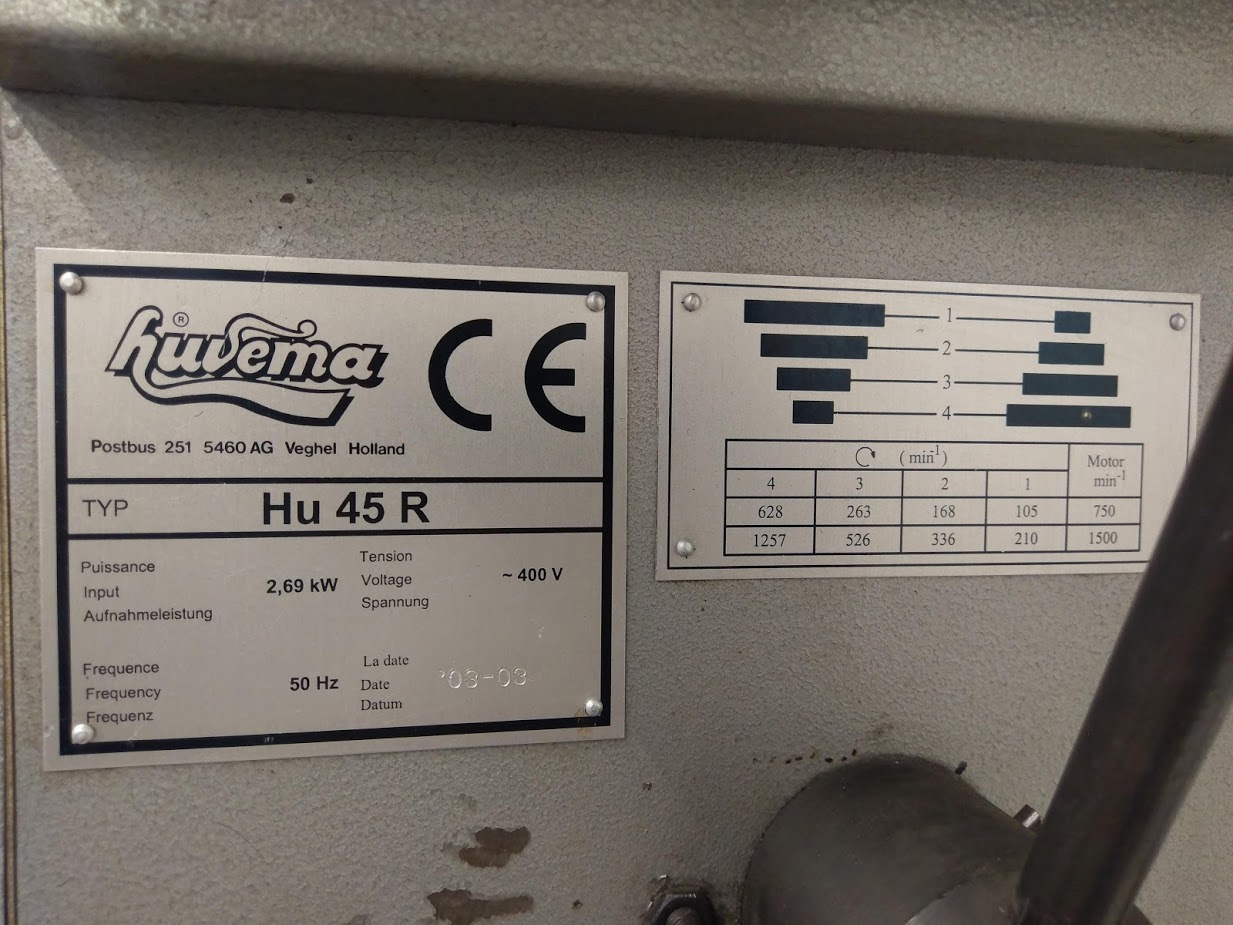 hüvema ®
CE
Postbus 251 5460 AG Veghel Holland
TYP Hu 45 R
Puissance
Input
Aufnahmeleistung
2,69 kW
Tension
Voltage
Spannung
~ 400 V
Frequence
Frequency
Frequenz
50 Hz
La date
Date
Datum
'03-03
1
2
3
4
(min-1) Motor min-1
4 3 2 1
628 263 168 105 750
1257 526 336 210 1500